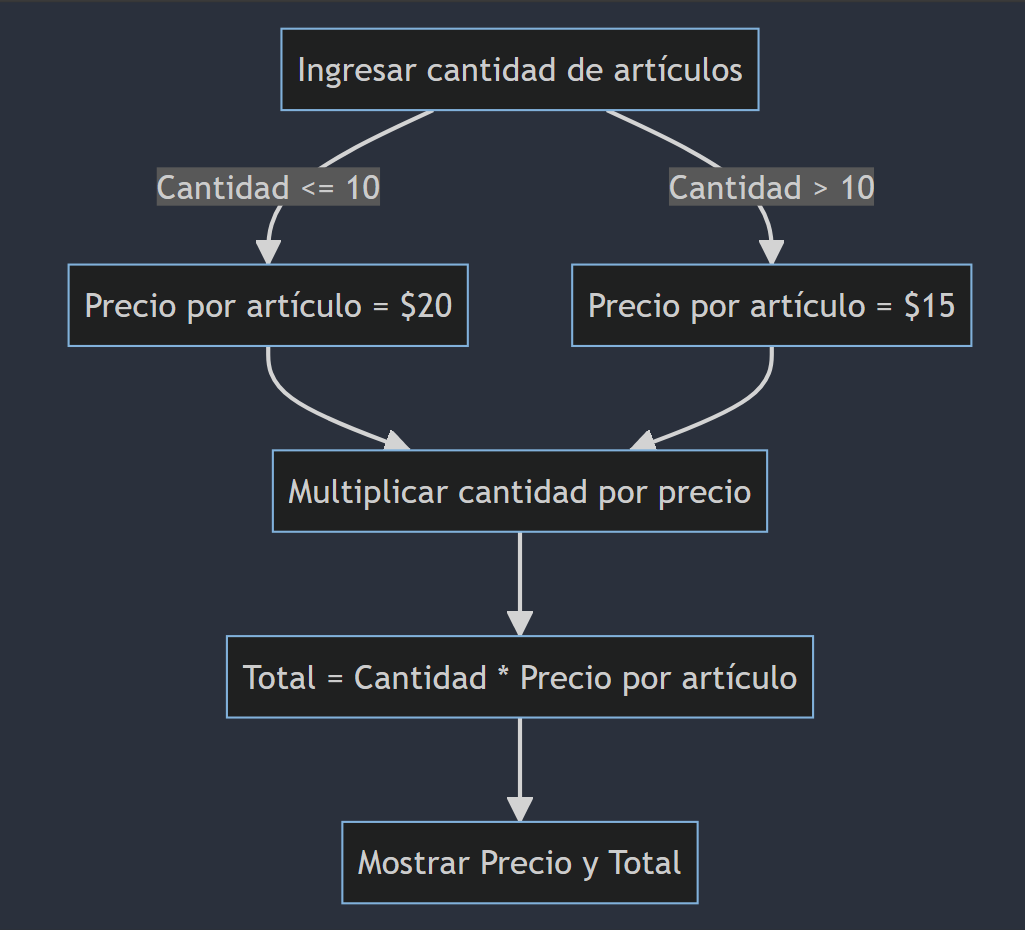 Ingresar cantidad de artículos
Cantidad <= 10
Cantidad > 10
Precio por artículo = $20
Precio por artículo = $15
Multiplicar cantidad por precio
Total = Cantidad * Precio por artículo
Mostrar Precio y Total